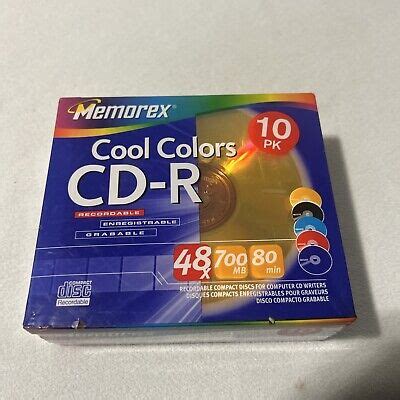 Memorex®
10
PK
Cool Colors
CD-R
RECORDABLE
ENREGISTRABLE
GRABABLE
48x 700 MB 80 min
COMPACT
disc
Recordable
RECORDABLE COMPACT DISCS FOR COMPUTER CD WRITERS
DISQUES COMPACTS ENREGISTRABLES POUR GRAVEURS
DISCO COMPACTO GRABABLE